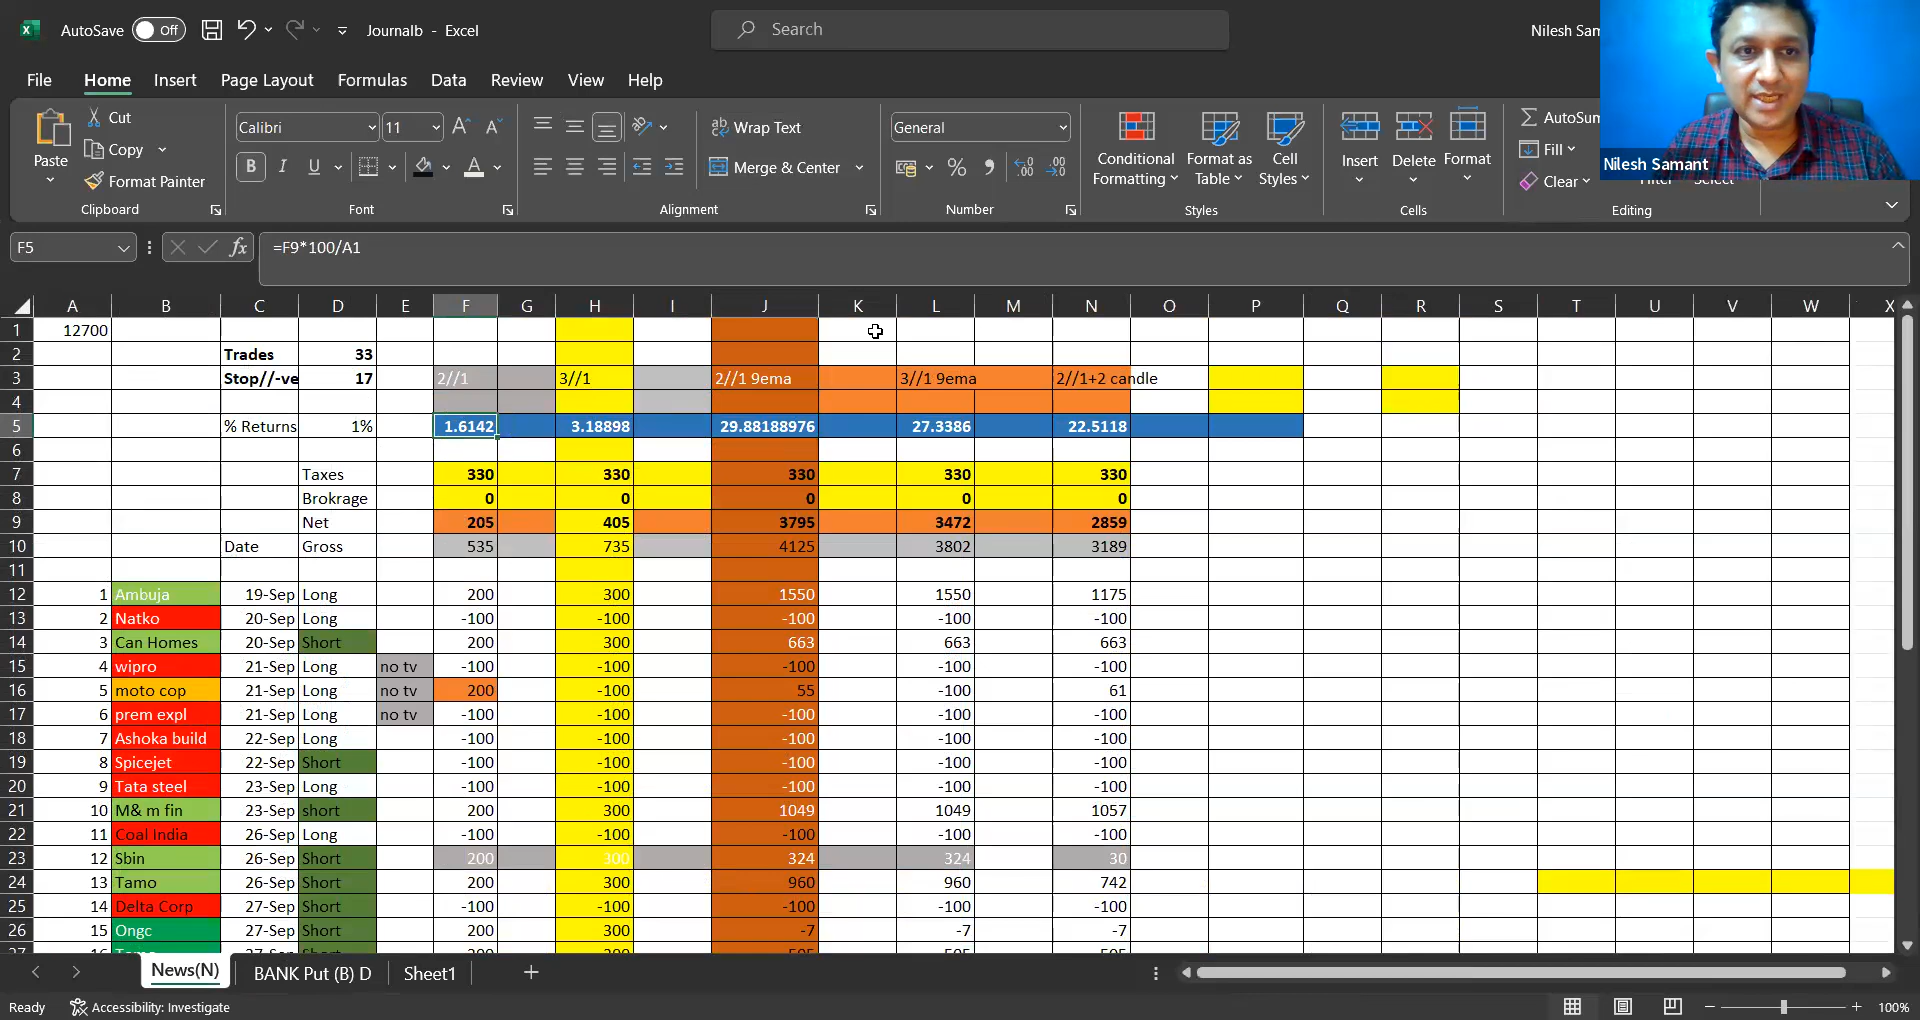 AutoSave Off Journalb - Excel Search Nilesh Sam
File Home Insert Page Layout Formulas Data Review View Help
Paste Cut Copy Format Painter Clipboard
Calibri 11 B I U A Font
Wrap Text Merge & Center Alignment
General % Number
Conditional Formatting Format as Table Cell Styles Styles
Insert Delete Format Cells
AutoSum Fill Clear Editing
Nilesh Samant
F5 fx =F9*100/A1
A B C D E F G H I J K L M N O P Q R S T U V W X
1 12700
2 Trades 33
3 Stop//-ve 17 2//1 3//1 2//1 9ema 3//1 9ema 2//1+2 candle
4
5 % Returns 1% 1.6142 3.18898 29.88188976 27.3386 22.5118
6
7 Taxes 330 330 330 330 330
8 Brokrage 0 0 0 0 0
9 Net 205 405 3795 3472 2859
10 Date Gross 535 735 4125 3802 3189
11
12 1 Ambuja 19-Sep Long 200 300 1550 1550 1175
13 2 Natko 20-Sep Long -100 -100 -100 -100 -100
14 3 Can Homes 20-Sep Short 200 300 663 663 663
15 4 wipro 21-Sep Long no tv -100 -100 -100 -100 -100
16 5 moto cop 21-Sep Long no tv 200 -100 55 -100 61
17 6 prem expl 21-Sep Long no tv -100 -100 -100 -100 -100
18 7 Ashoka build 22-Sep Long -100 -100 -100 -100 -100
19 8 Spicejet 22-Sep Short -100 -100 -100 -100 -100
20 9 Tata steel 23-Sep Long -100 -100 -100 -100 -100
21 10 M& m fin 23-Sep short 200 300 1049 1049 1057
22 11 Coal India 26-Sep Long -100 -100 -100 -100 -100
23 12 Sbin 26-Sep Short 200 300 324 324 30
24 13 Tamo 26-Sep Short 200 300 960 960 742
25 14 Delta Corp 27-Sep Short -100 -100 -100 -100 -100
26 15 Ongc 27-Sep Short 200 300 -7 -7 -7
27
News(N) BANK Put (B) D Sheet1
Ready Accessibility: Investigate 100%